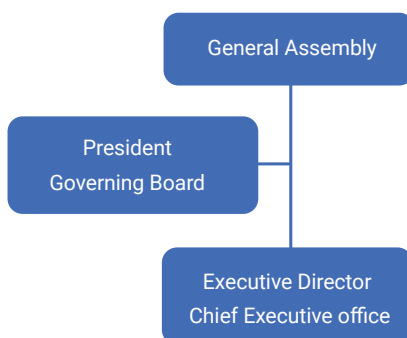 General Assembly
President
Governing Board
Executive Director
Chief Executive office